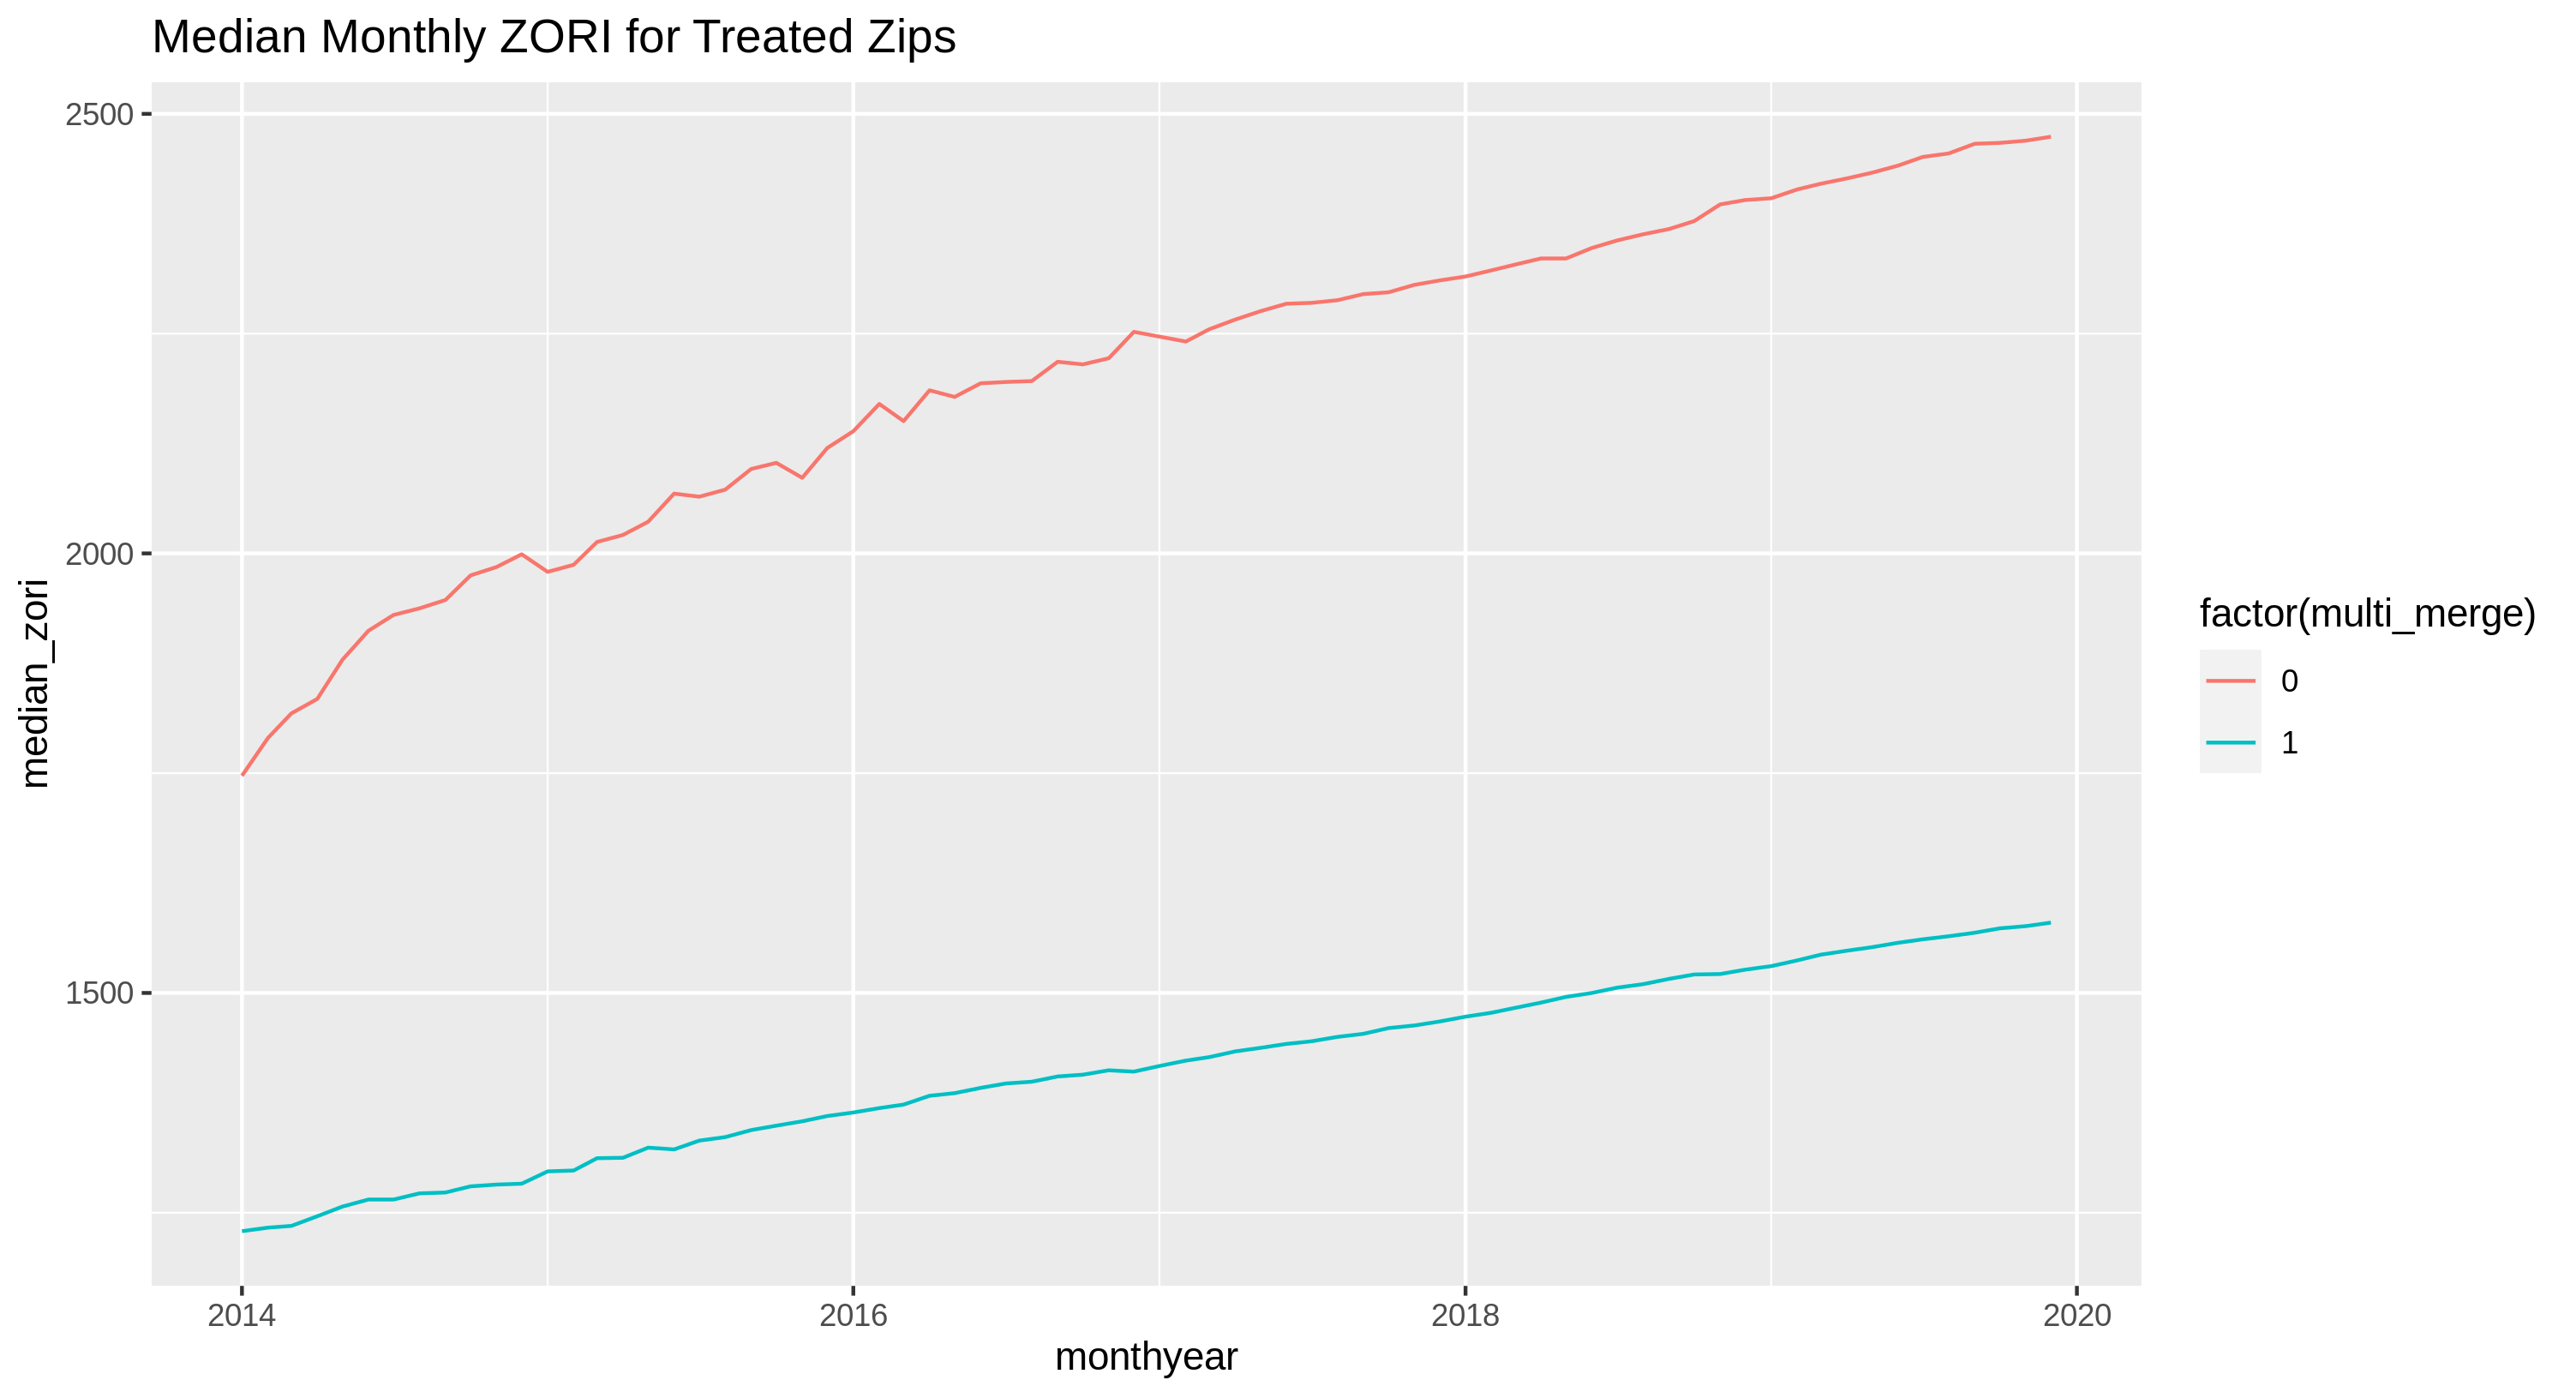 Median Monthly ZORI for Treated Zips
2500
2000
1500
median_zori
2014
2016
2018
2020
monthyear
factor(multi_merge)
0
1